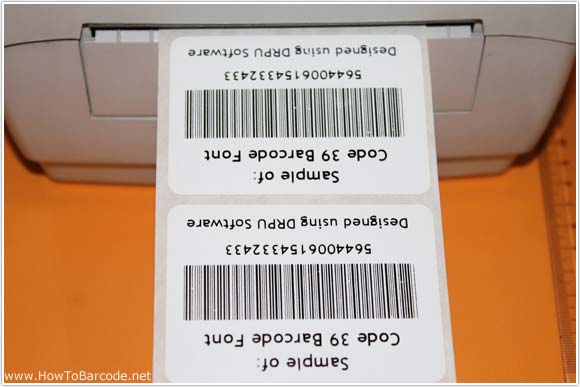 Sample of:
Code 39 Barcode Font
5644006154332433
Designed using DRPU Software
Sample of:
Code 39 Barcode Font
5644006154332433
Designed using DRPU Software
www.HowToBarcode.net